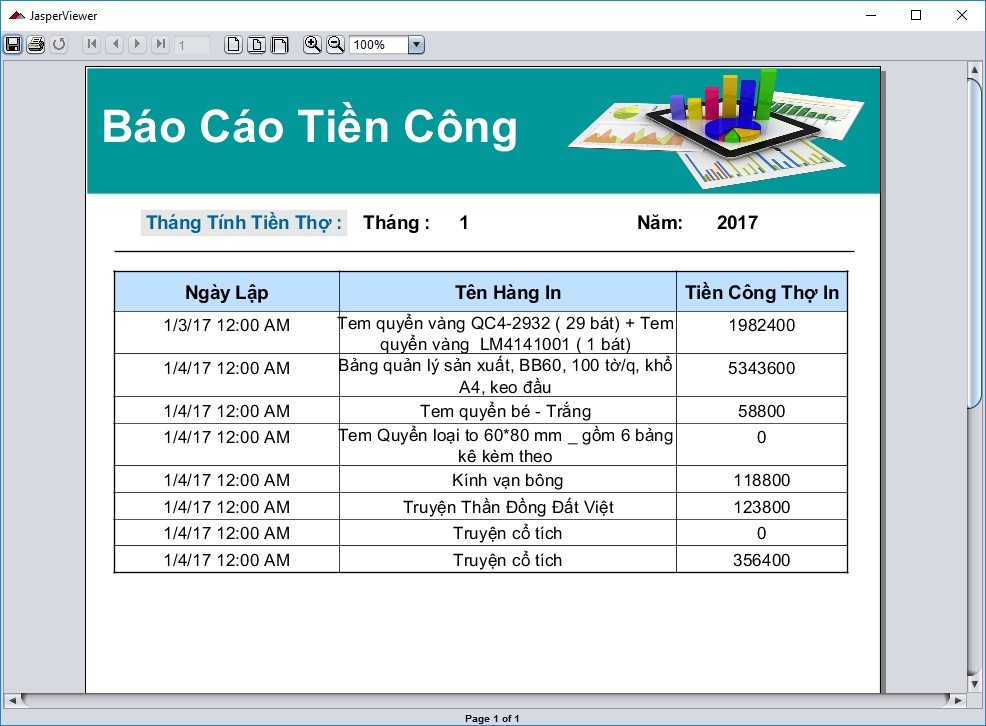 JasperViewer
1
100%
Báo Cáo Tiền Công
Tháng Tính Tiền Thợ : Tháng : 1 Năm: 2017
Ngày Lập Tên Hàng In Tiền Công Thợ In
1/3/17 12:00 AM Tem quyển vàng QC4-2932 ( 29 bát) + Tem 1982400
quyển vàng LM4141001 ( 1 bát)
1/4/17 12:00 AM Bảng quản lý sản xuất, BB60, 100 tờ/q, khổ 5343600
A4, keo đầu
1/4/17 12:00 AM Tem quyển bé - Trắng 58800
1/4/17 12:00 AM Tem Quyển loại to 60*80 mm _ gồm 6 bảng 0
kê kèm theo
1/4/17 12:00 AM Kính vạn bông 118800
1/4/17 12:00 AM Truyện Thần Đồng Đất Việt 123800
1/4/17 12:00 AM Truyện cổ tích 0
1/4/17 12:00 AM Truyện cổ tích 356400
Page 1 of 1